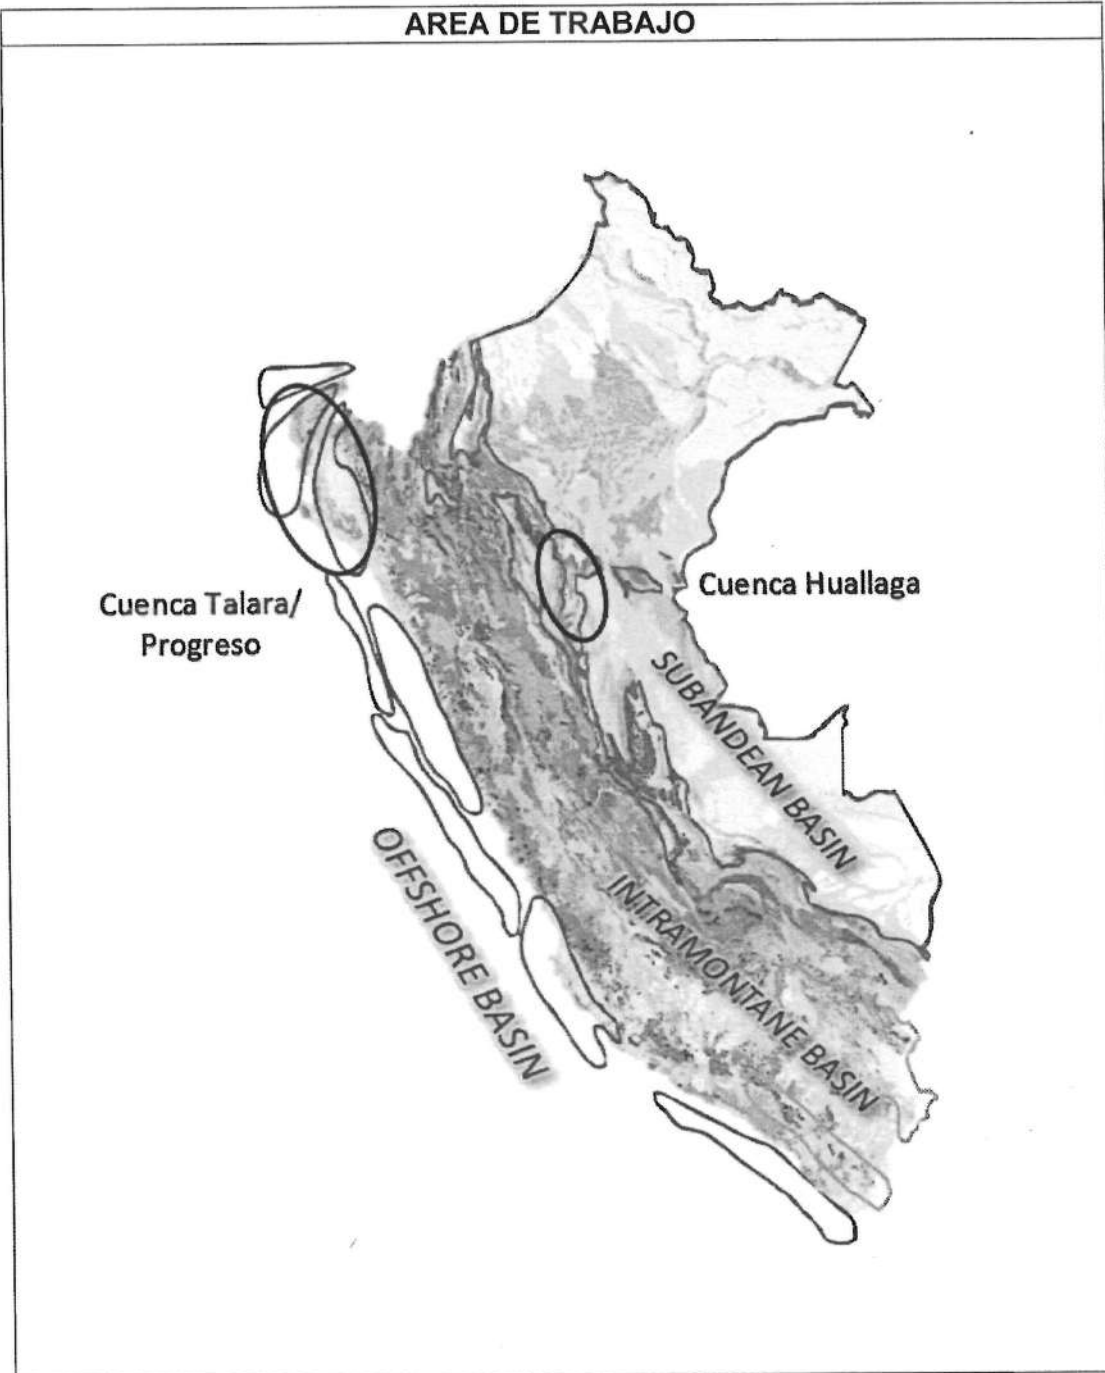 AREA DE TRABAJO
Cuenca Talara/
Progreso
Cuenca Huallaga
SUBANDEAN BASIN
OFFSHORE BASIN
INTRAMONTANE BASIN